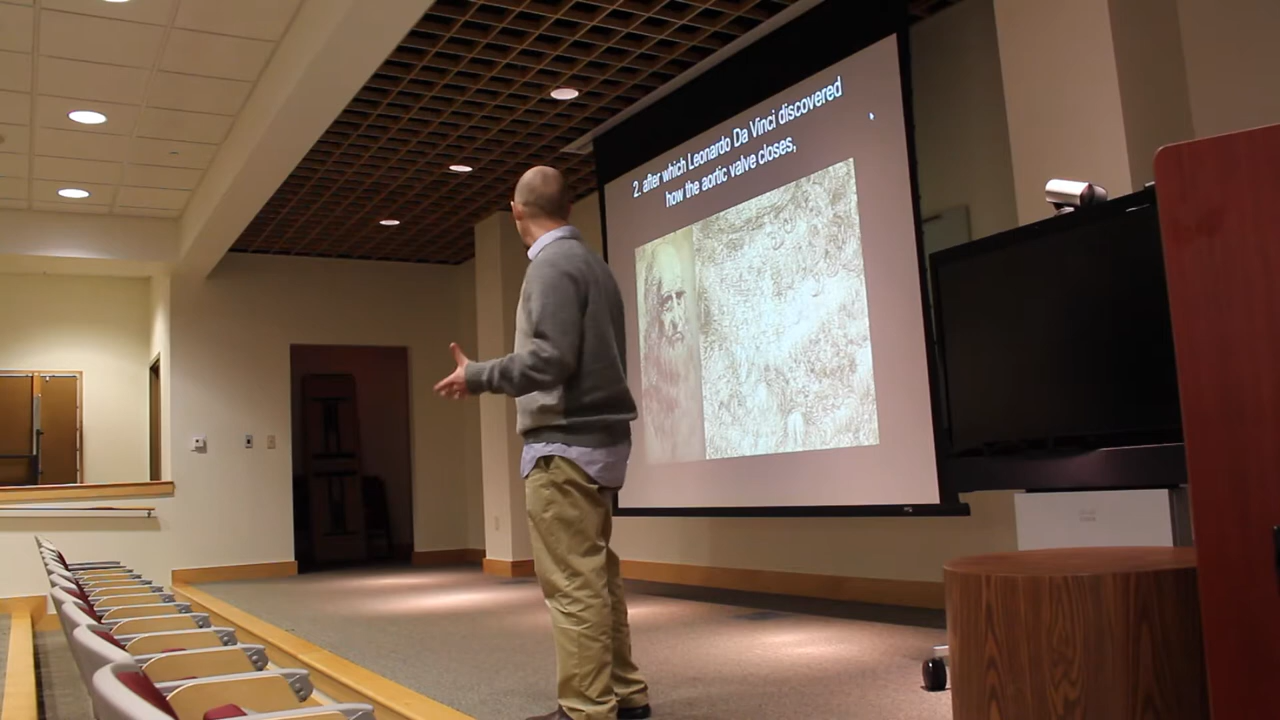 2. after which Leonardo Da Vinci discovered
how the aortic valve closes,